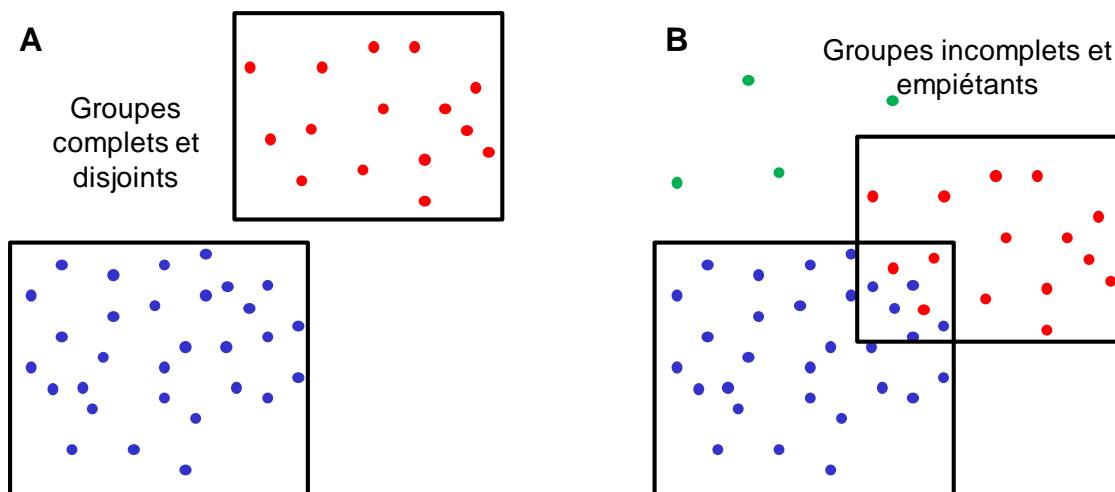 A
Groupes
complets et
disjoints
B
Groupes incomplets et
empiétants